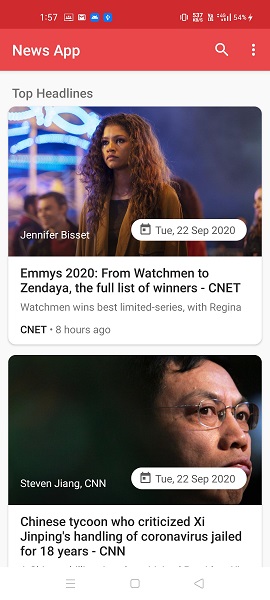 1:57
54%
News App
Top Headlines
Jennifer Bisset
Tue, 22 Sep 2020
Emmys 2020: From Watchmen to
Zendaya, the full list of winners - CNET
Watchmen wins best limited-series, with Regina
CNET • 8 hours ago
Steven Jiang, CNN
Tue, 22 Sep 2020
Chinese tycoon who criticized Xi
Jinping's handling of coronavirus jailed
for 18 years - CNN